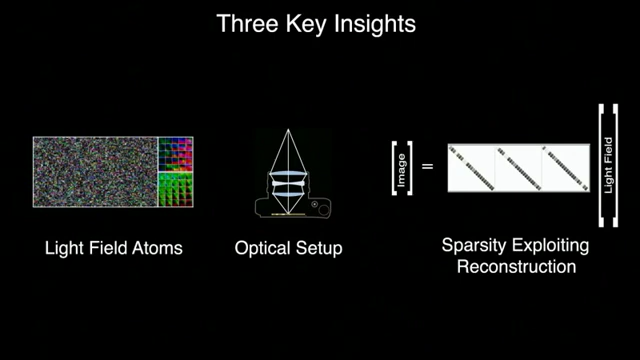 Three Key Insights
Image
=
Light Field
Light Field Atoms
Optical Setup
Sparsity Exploiting
Reconstruction